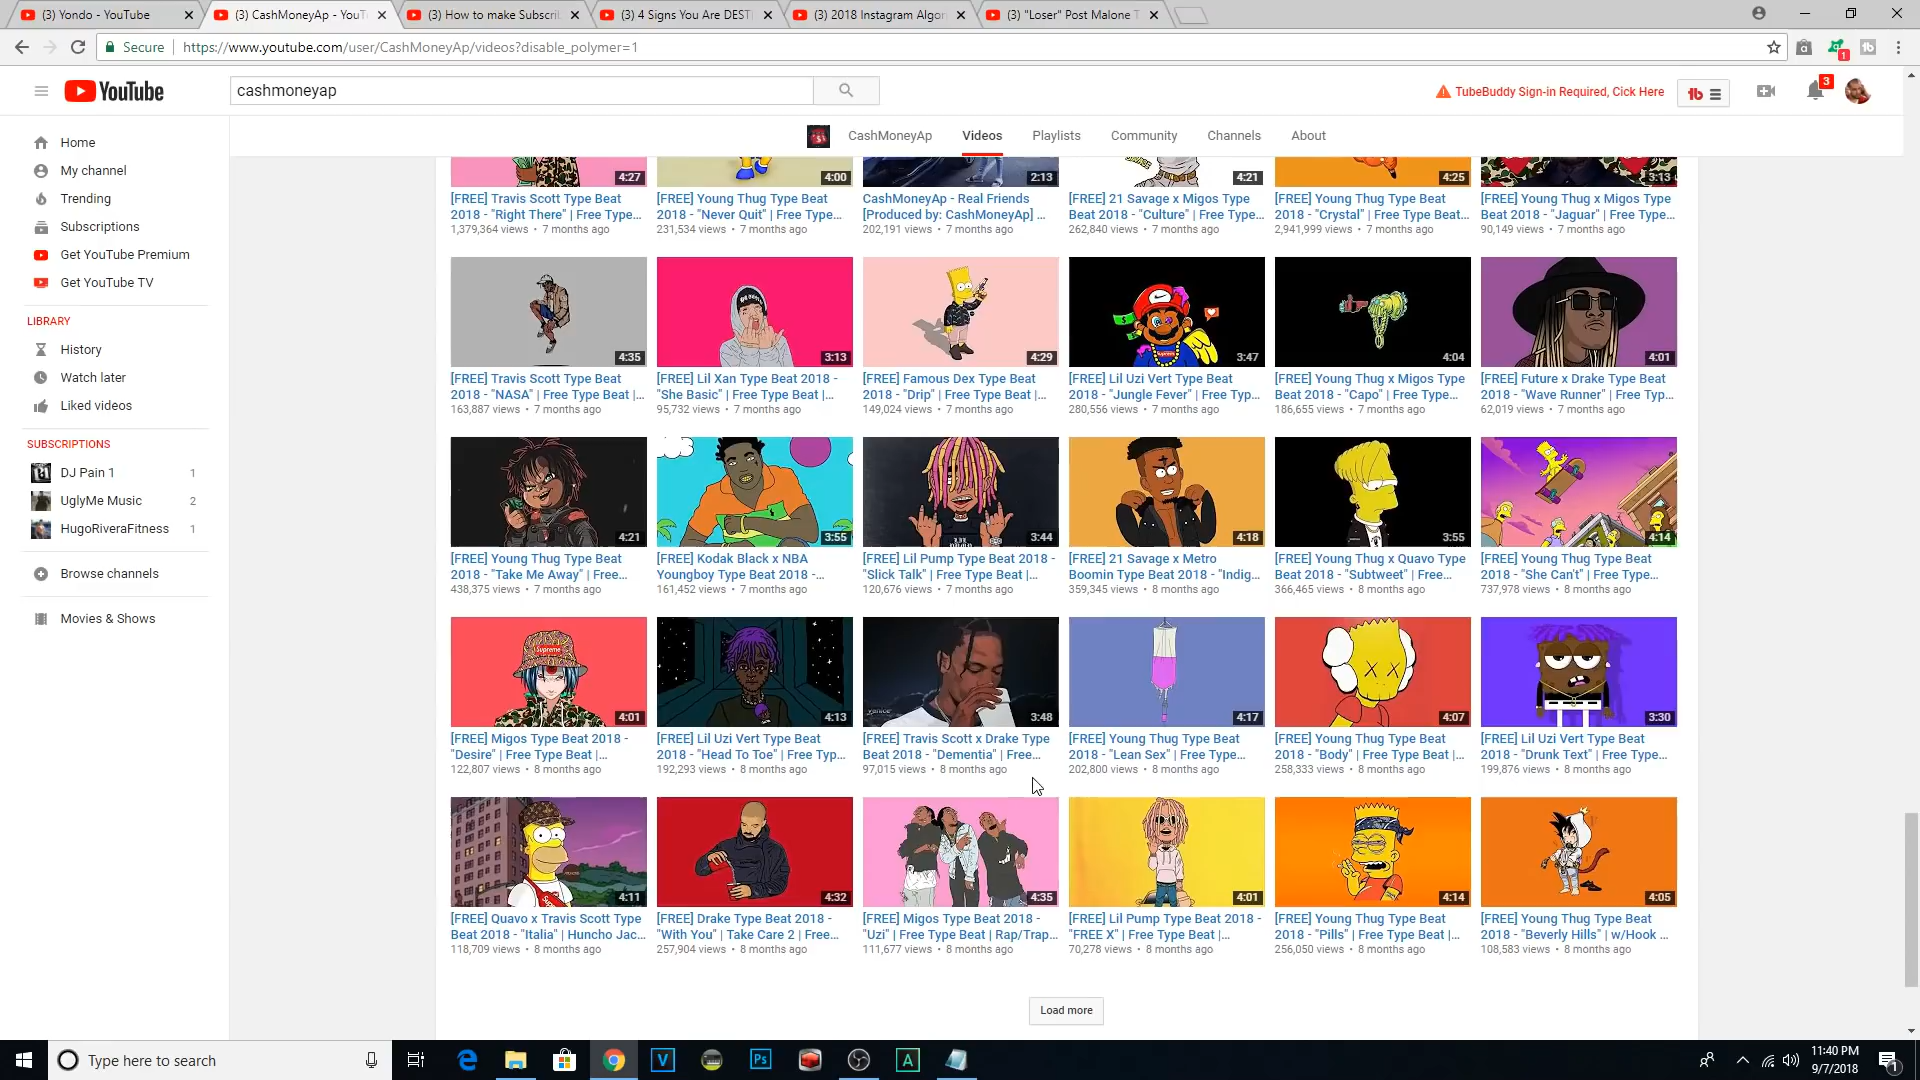 (3) Yondo - YouTube
(3) CashMoneyAp - YouT
(3) How to make Subscri
(3) 4 Signs You Are DEST
(3) 2018 Instagram Algor
(3) "Loser" Post Malone T
Secure
https://www.youtube.com/user/CashMoneyAp/videos?disable_polymer=1
1
YouTube
cashmoneyap
TubeBuddy Sign-in Required, Cick Here
3
CashMoneyAp
Videos
Playlists
Community
Channels
About
Home
My channel
Trending
Subscriptions
Get YouTube Premium
Get YouTube TV
LIBRARY
History
Watch later
Liked videos
SUBSCRIPTIONS
DJ Pain 1 1
UglyMe Music 2
HugoRiveraFitness 1
Browse channels
Movies & Shows
4:27
[FREE] Travis Scott Type Beat
2018 - "Right There" | Free Type...
1,379,364 views • 7 months ago
4:00
[FREE] Young Thug Type Beat
2018 - "Never Quit" | Free Type...
231,534 views • 7 months ago
2:13
CashMoneyAp - Real Friends
[Produced by: CashMoneyAp] ...
202,191 views • 7 months ago
4:21
[FREE] 21 Savage x Migos Type
Beat 2018 - "Culture" | Free Type...
262,840 views • 7 months ago
4:25
[FREE] Young Thug Type Beat
2018 - "Crystal" | Free Type Beat...
2,941,999 views • 7 months ago
3:13
[FREE] Young Thug x Migos Type
Beat 2018 - "Jaguar" | Free Type...
90,149 views • 7 months ago
4:35
[FREE] Travis Scott Type Beat
2018 - "NASA" | Free Type Beat |...
163,887 views • 7 months ago
3:13
[FREE] Lil Xan Type Beat 2018 -
"She Basic" | Free Type Beat |...
95,732 views • 7 months ago
4:29
[FREE] Famous Dex Type Beat
2018 - "Drip" | Free Type Beat |...
149,024 views • 7 months ago
3:47
[FREE] Lil Uzi Vert Type Beat
2018 - "Jungle Fever" | Free Typ...
280,556 views • 7 months ago
4:04
[FREE] Young Thug x Migos Type
Beat 2018 - "Capo" | Free Type...
186,655 views • 7 months ago
4:01
[FREE] Future x Drake Type Beat
2018 - "Wave Runner" | Free Typ...
62,019 views • 7 months ago
4:21
[FREE] Young Thug Type Beat
2018 - "Take Me Away" | Free...
438,375 views • 7 months ago
3:55
[FREE] Kodak Black x NBA
Youngboy Type Beat 2018 -...
161,452 views • 7 months ago
3:44
[FREE] Lil Pump Type Beat 2018 -
"Slick Talk" | Free Type Beat |...
120,676 views • 7 months ago
4:18
[FREE] 21 Savage x Metro
Boomin Type Beat 2018 - "Indig...
359,345 views • 8 months ago
3:55
[FREE] Young Thug x Quavo Type
Beat 2018 - "Subtweet" | Free...
366,465 views • 8 months ago
4:14
[FREE] Young Thug Type Beat
2018 - "She Can't" | Free Type...
737,978 views • 8 months ago
Supreme
4:01
[FREE] Migos Type Beat 2018 -
"Desire" | Free Type Beat |...
122,807 views • 8 months ago
4:13
[FREE] Lil Uzi Vert Type Beat
2018 - "Head To Toe" | Free Typ...
192,293 views • 8 months ago
3:48
[FREE] Travis Scott x Drake Type
Beat 2018 - "Dementia" | Free...
97,015 views • 8 months ago
4:17
[FREE] Young Thug Type Beat
2018 - "Lean Sex" | Free Type...
202,800 views • 8 months ago
4:07
[FREE] Young Thug Type Beat
2018 - "Body" | Free Type Beat |...
258,333 views • 8 months ago
3:30
[FREE] Lil Uzi Vert Type Beat
2018 - "Drunk Text" | Free Type...
199,876 views • 8 months ago
4:11
[FREE] Quavo x Travis Scott Type
Beat 2018 - "Italia" | Huncho Jac...
118,709 views • 8 months ago
4:32
[FREE] Drake Type Beat 2018 -
"With You" | Take Care 2 | Free...
257,904 views • 8 months ago
4:35
[FREE] Migos Type Beat 2018 -
"Uzi" | Free Type Beat | Rap/Trap...
111,677 views • 8 months ago
4:01
[FREE] Lil Pump Type Beat 2018 -
"FREE X" | Free Type Beat |...
70,278 views • 8 months ago
4:14
[FREE] Young Thug Type Beat
2018 - "Pills" | Free Type Beat |...
256,050 views • 8 months ago
4:05
[FREE] Young Thug Type Beat
2018 - "Beverly Hills" | w/Hook ...
108,583 views • 8 months ago
Load more
Type here to search
11:40 PM
9/7/2018
1